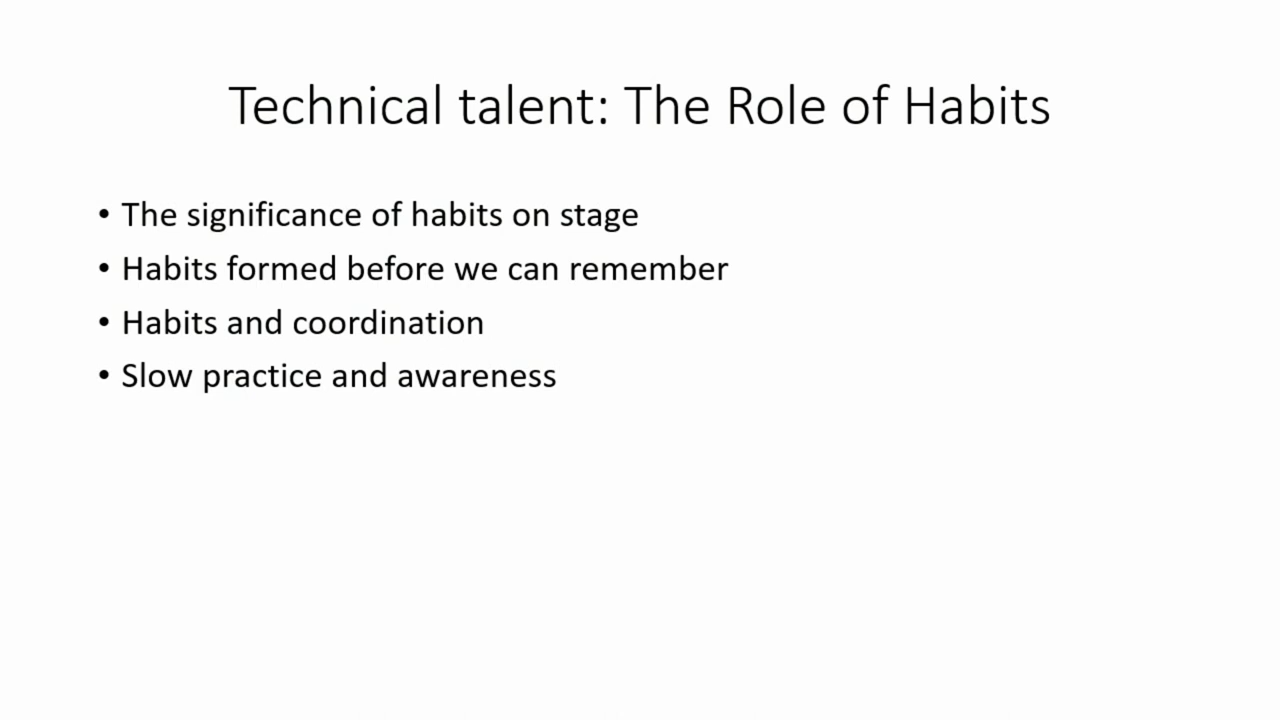 Technical talent: The Role of Habits
• The significance of habits on stage
• Habits formed before we can remember
• Habits and coordination
• Slow practice and awareness